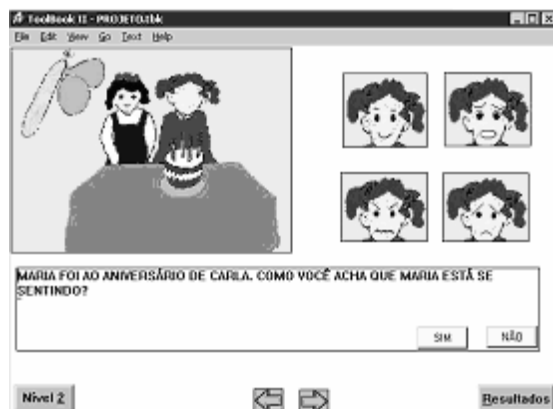 ToolBook II - PROJETO.tbk
File Edit View Go Text Help
MARIA FOI AO ANIVERSÁRIO DE CARLA. COMO VOCÊ ACHA QUE MARIA ESTÁ SE
SENTINDO?
SIM NÃO
Nível 2 Resultados